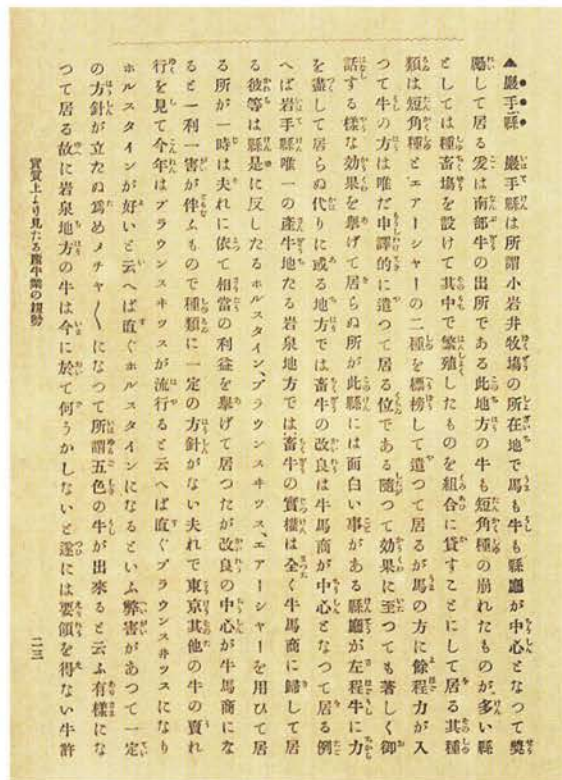 ▲巖手縣　巖手縣は所謂小岩井牧塲の所在地で馬も牛も縣廳が中心となつて奬
勵して居る爰は南部牛の出所である此地方の牛も短角種の崩れたものが多い縣
としては種畜塲を設けて其中で繁殖したものを組合に貸すことにして居る其種
類は短角種とエアーシャーの二種を標榜して遣つて居るが馬の方に餘程力が入
つて牛の方は唯だ申譯的に遣つて居る位である隨つて効果に至つても著しく御
話する樣な効果を擧げて居らぬ所が此縣には面白い事がある縣廳が左程牛に力
を盡して居らぬ代りに或る地方では畜牛の改良は牛馬商が中心となつて居る例
へば岩手縣唯一の產牛地たる岩泉地方では、畜牛の實權は全く牛馬商に歸して居
る彼等は縣是に反したるホルスタイン、ブラウンスヰッス、エアーシャーを用ひて居
る所が一時は夫れに依て相當の利益を擧げて居つたが改良の中心が牛馬商にな
ると一利一害が伴ふもので種類に一定の方針がない夫れで東京其他の牛の賣れ
行を見て今年はブラウンスヰッスが流行ると云へば直ぐブラウンスヰッスになり
ホルスタインが好いと云へば直ぐホルスタインになるといふ弊害があつて一定
の方針が立たぬ爲めメチャ〱になつて所謂五色の牛が出來ると云ふ有樣にな
つて居る故に岩泉地方の牛は今に於て何うかしないと遂には要領を得ない牛許
實質上より見たる產牛業の趨勢
二三